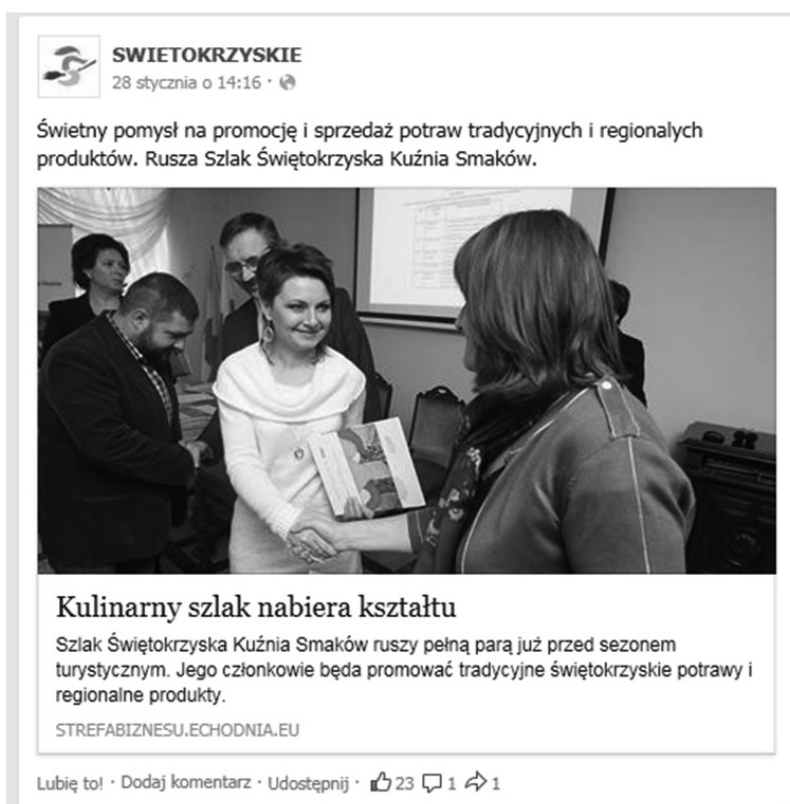 SWIETOKRZYSKIE
28 stycznia o 14:16 ·
Świetny pomysł na promocję i sprzedaż potraw tradycyjnych i regionalych
produktów. Rusza Szlak Świętokrzyska Kuźnia Smaków.
Kulinarny szlak nabiera kształtu
Szlak Świętokrzyska Kuźnia Smaków ruszy pełną parą już przed sezonem
turystycznym. Jego członkowie będa promować tradycyjne świętokrzyskie potrawy i
regionalne produkty.
STREFABIZNESU.ECHODNIA.EU
Lubię to! · Dodaj komentarz · Udostępnij · 23 1 1